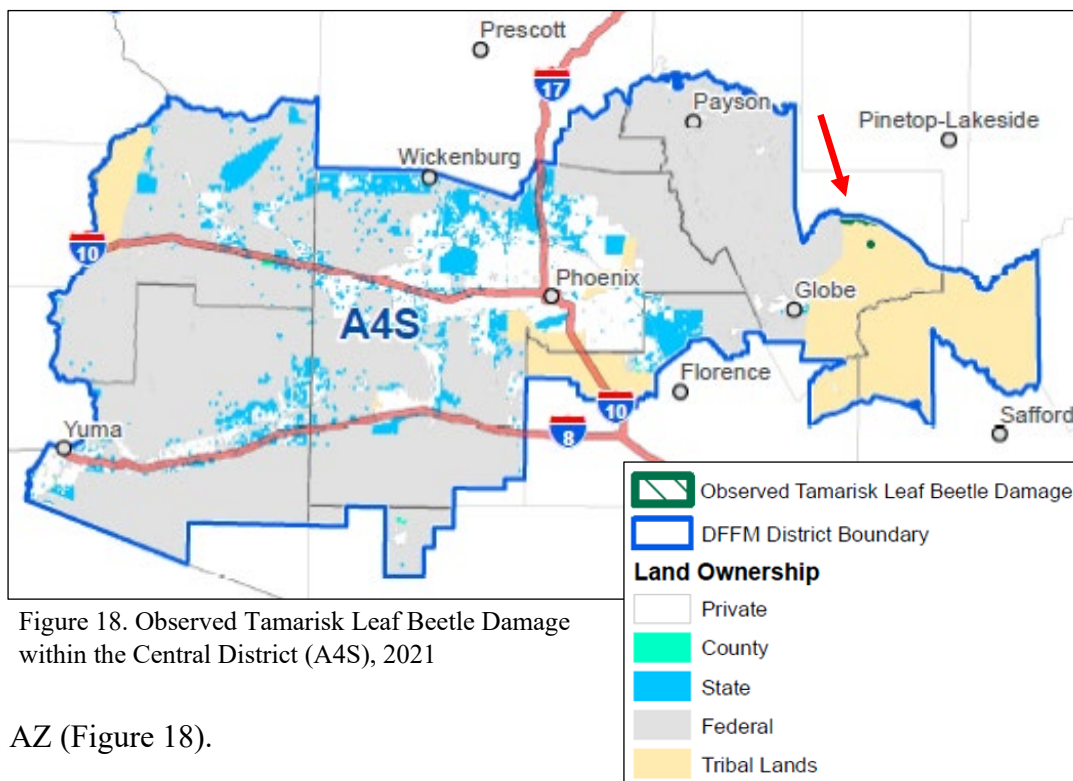 Prescott
17
Payson
Pinetop-Lakeside
Wickenburg
10
Phoenix
Globe
A4S
Florence
10
Safford
Yuma
8
Observed Tamarisk Leaf Beetle Damage
DFFM District Boundary
Land Ownership
Private
County
State
Federal
Tribal Lands
Figure 18. Observed Tamarisk Leaf Beetle Damage
within the Central District (A4S), 2021
AZ (Figure 18).